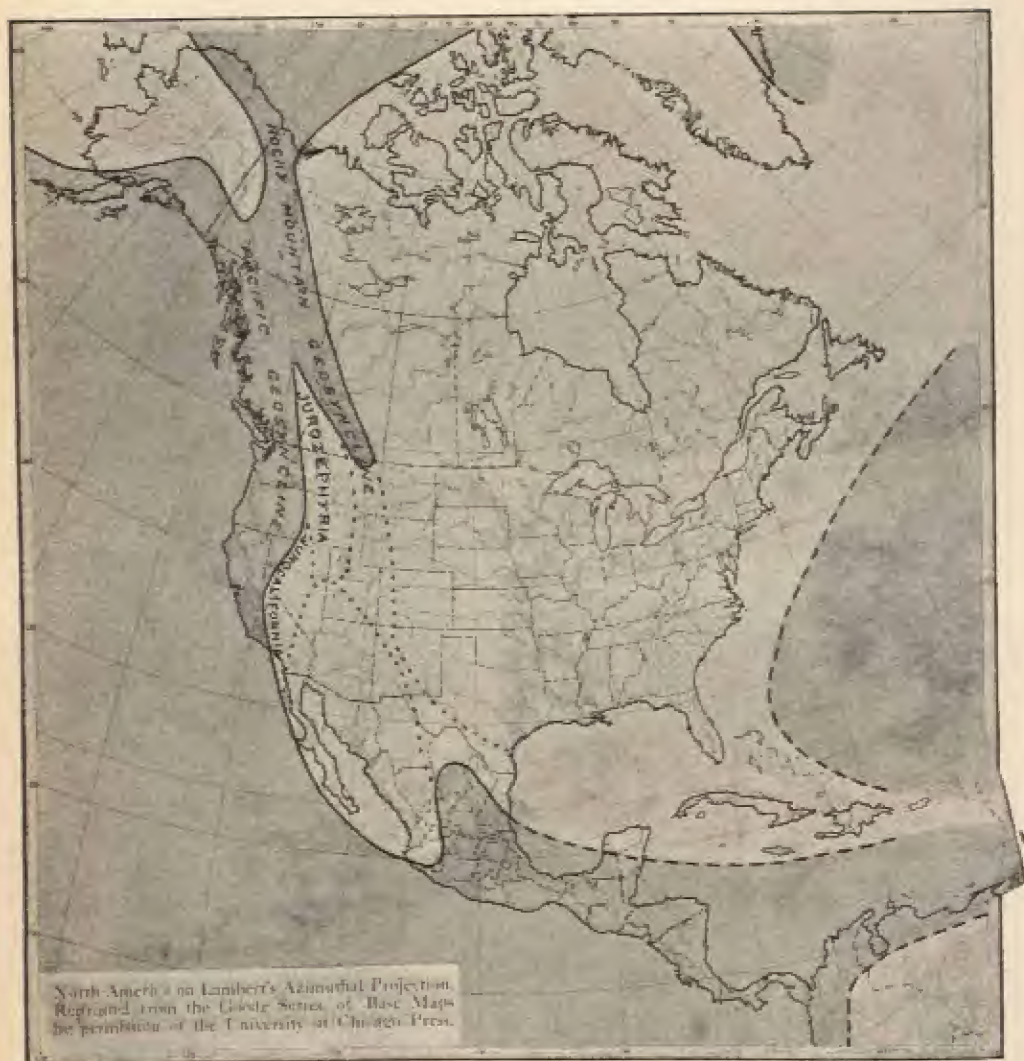 ROCKY MOUNTAIN GEOSYNCLINE
PACIFIC GEOSYNCLINE
JUROZEPHYRIA
JUROCALIFORNIA
North America on Lambert's Azimuthal Projection.
Reprinted from the Goode Series of Base Maps
by permission of the University of Chicago Press.